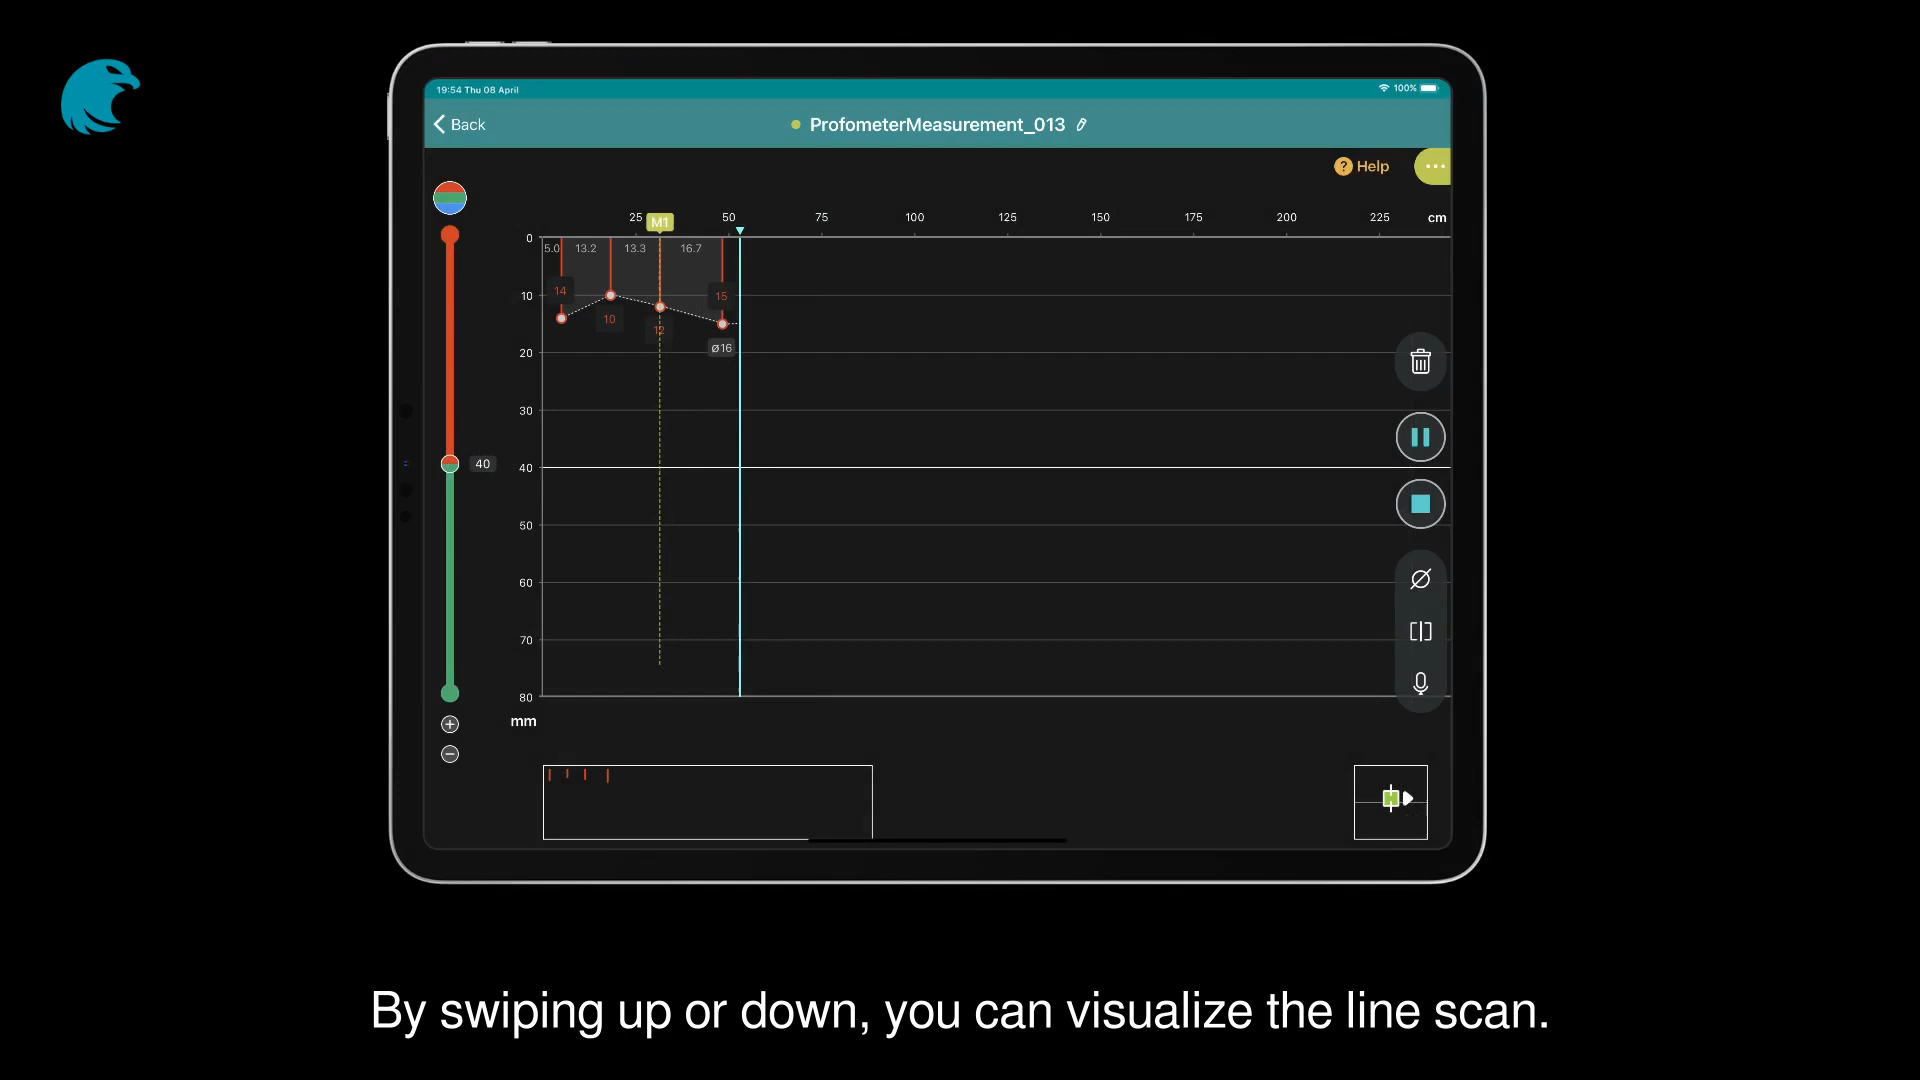 19:54 Thu 08 April
100%
Back
ProfometerMeasurement_013
? Help
25 M1 50 75 100 125 150 175 200 225 cm
0
5.0 13.2 13.3 16.7
14
15
10
10
12
Ø16
20
30
40
40
50
60
70
80
mm
By swiping up or down, you can visualize the line scan.